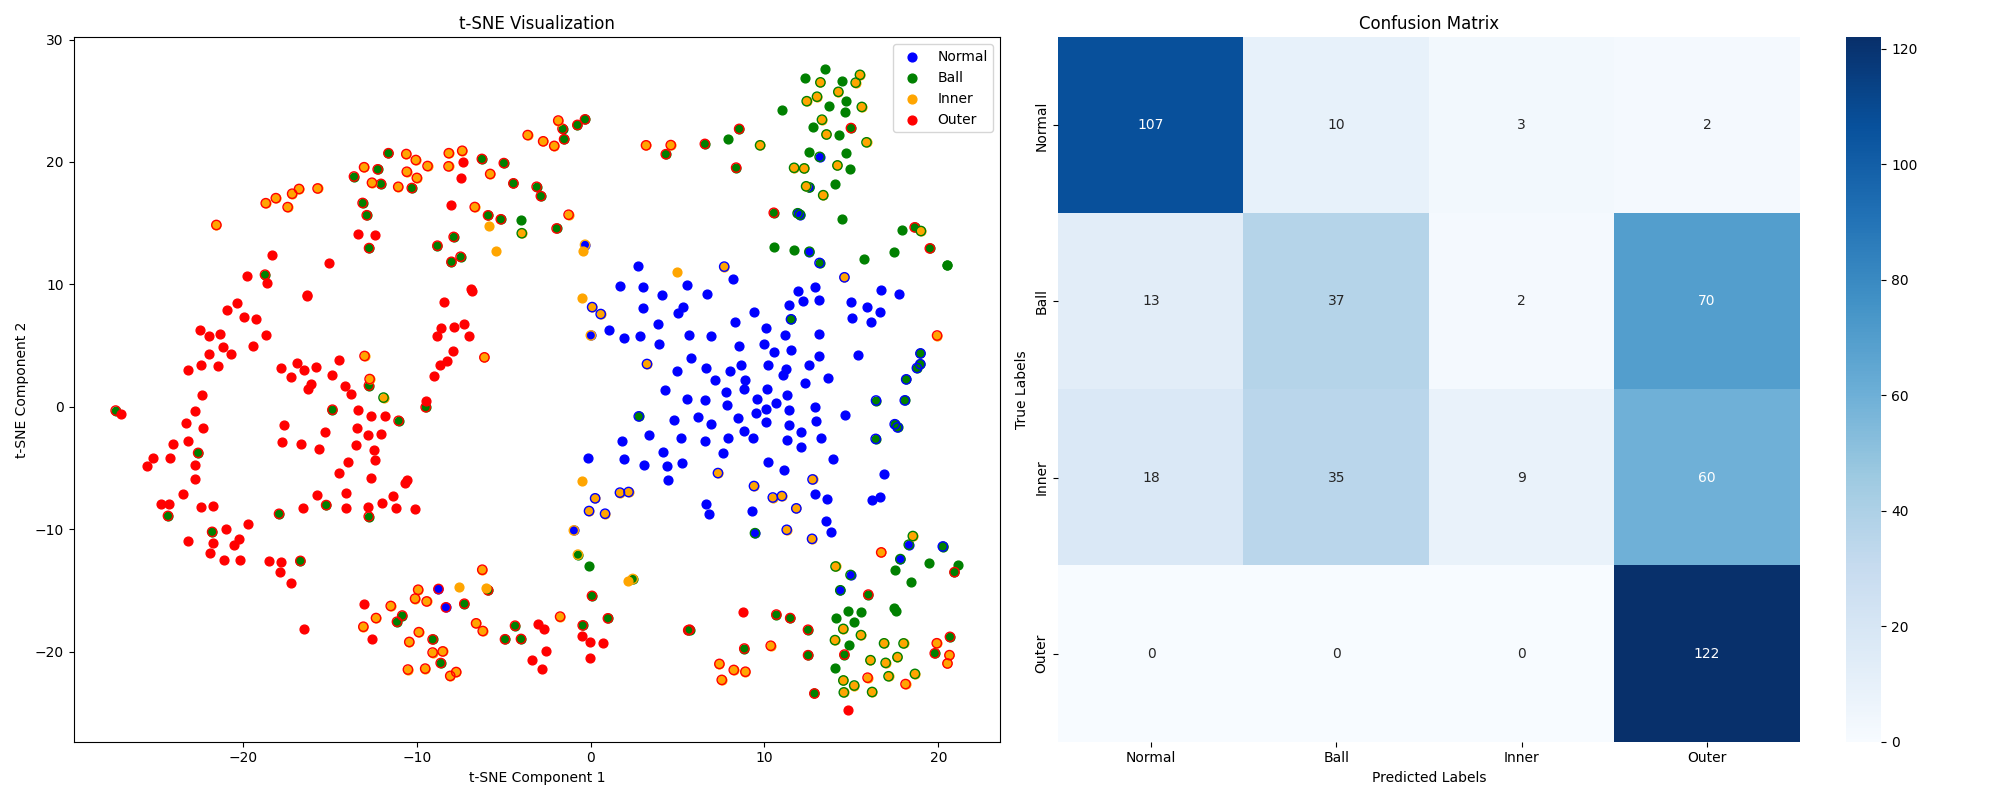 t-SNE Visualization
30
20
10
0
−10
−20
t-SNE Component 2
−20
−10
0
10
20
t-SNE Component 1
Normal
Ball
Inner
Outer
Confusion Matrix
True Labels
Normal
Ball
Inner
Outer
107 10 3 2
13 37 2 70
18 35 9 60
0 0 0 122
Normal Ball Inner Outer
Predicted Labels
120
100
80
60
40
20
0